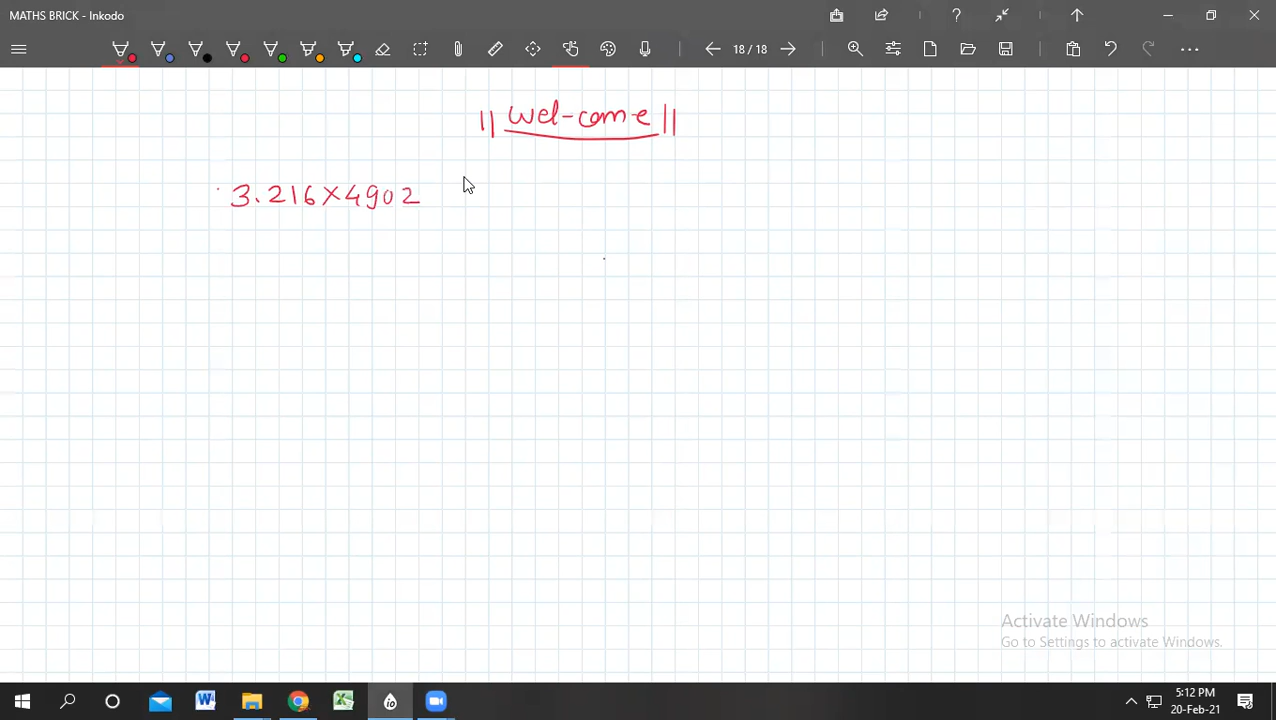 MATHS BRICK - Inkodo
18 / 18
|| Wel-come ||
3.216×4902
Activate Windows
Go to Settings to activate Windows.
5:12 PM
20-Feb-21